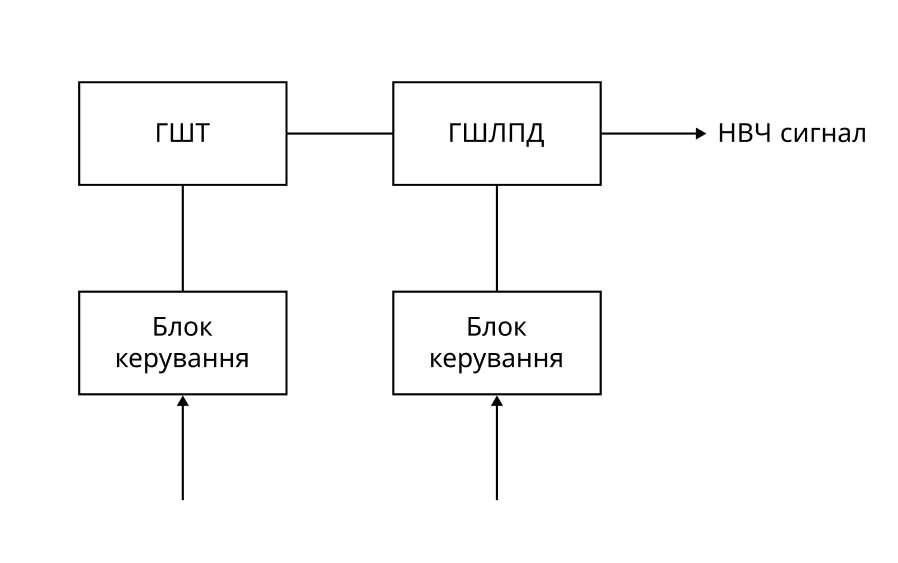 ГШТ
ГШЛПД
НВЧ сигнал
Блок
керування
Блок
керування